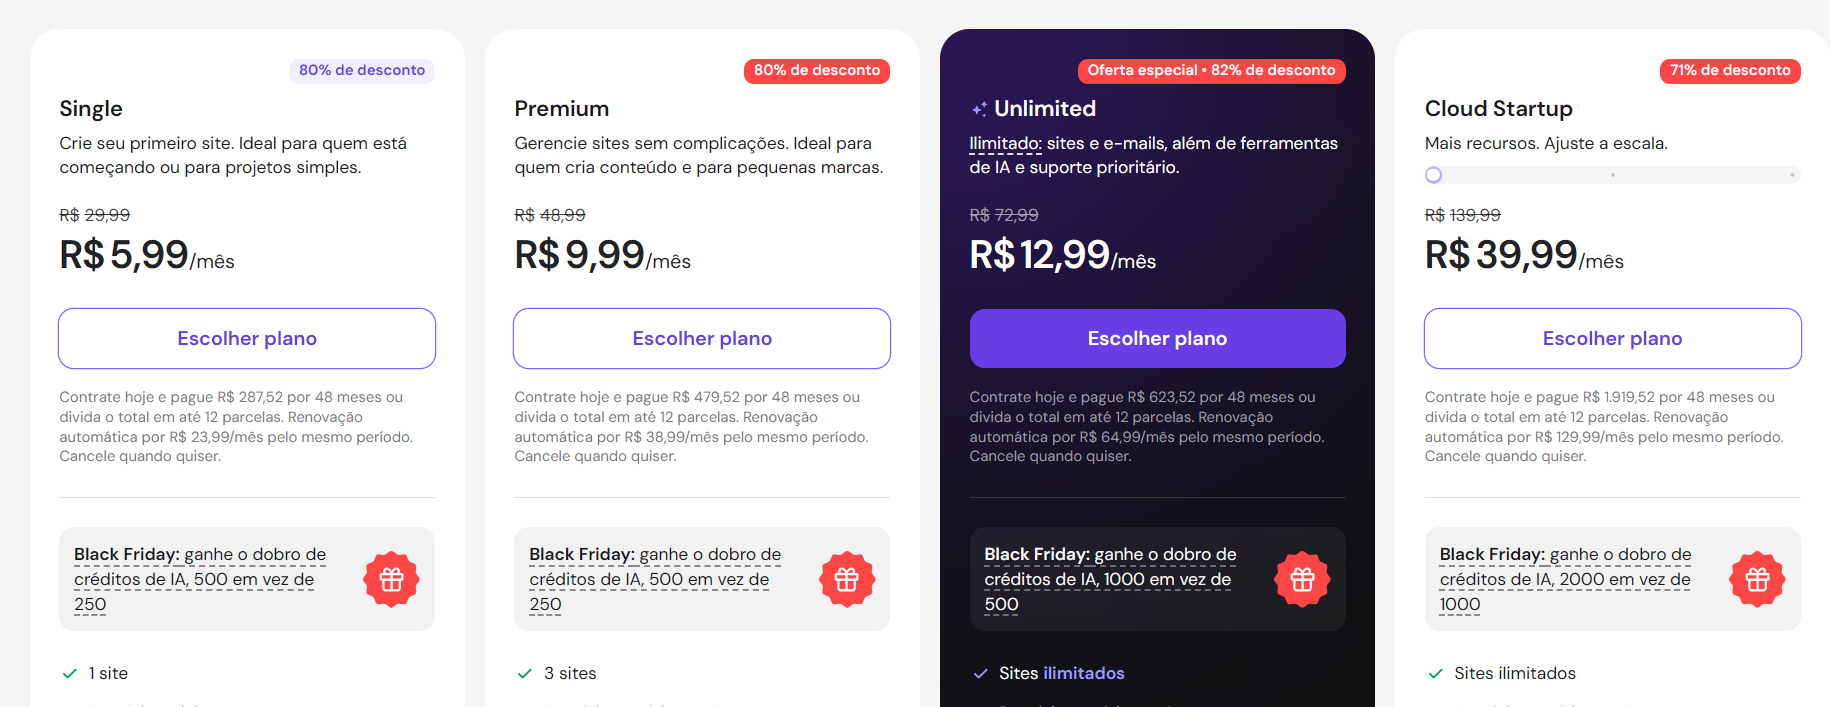 80% de desconto
Single
Crie seu primeiro site. Ideal para quem está
começando ou para projetos simples.
R$ 29,99
R$ 5,99/mês
Escolher plano
Contrate hoje e pague R$ 287,52 por 48 meses ou
divida o total em até 12 parcelas. Renovação
automática por R$ 23,99/mês pelo mesmo período.
Cancele quando quiser.
Black Friday: ganhe o dobro de
créditos de IA, 500 em vez de
250
1 site
80% de desconto
Premium
Gerencie sites sem complicações. Ideal para
quem cria conteúdo e para pequenas marcas.
R$ 48,99
R$ 9,99/mês
Escolher plano
Contrate hoje e pague R$ 479,52 por 48 meses ou
divida o total em até 12 parcelas. Renovação
automática por R$ 38,99/mês pelo mesmo período.
Cancele quando quiser.
Black Friday: ganhe o dobro de
créditos de IA, 500 em vez de
250
3 sites
Oferta especial • 82% de desconto
Unlimited
Ilimitado: sites e e-mails, além de ferramentas
de IA e suporte prioritário.
R$ 72,99
R$ 12,99/mês
Escolher plano
Contrate hoje e pague R$ 623,52 por 48 meses ou
divida o total em até 12 parcelas. Renovação
automática por R$ 64,99/mês pelo mesmo período.
Cancele quando quiser.
Black Friday: ganhe o dobro de
créditos de IA, 1000 em vez de
500
Sites ilimitados
71% de desconto
Cloud Startup
Mais recursos. Ajuste a escala.
R$ 139,99
R$ 39,99/mês
Escolher plano
Contrate hoje e pague R$ 1.919,52 por 48 meses ou
divida o total em até 12 parcelas. Renovação
automática por R$ 129,99/mês pelo mesmo período.
Cancele quando quiser.
Black Friday: ganhe o dobro de
créditos de IA, 2000 em vez de
1000
Sites ilimitados